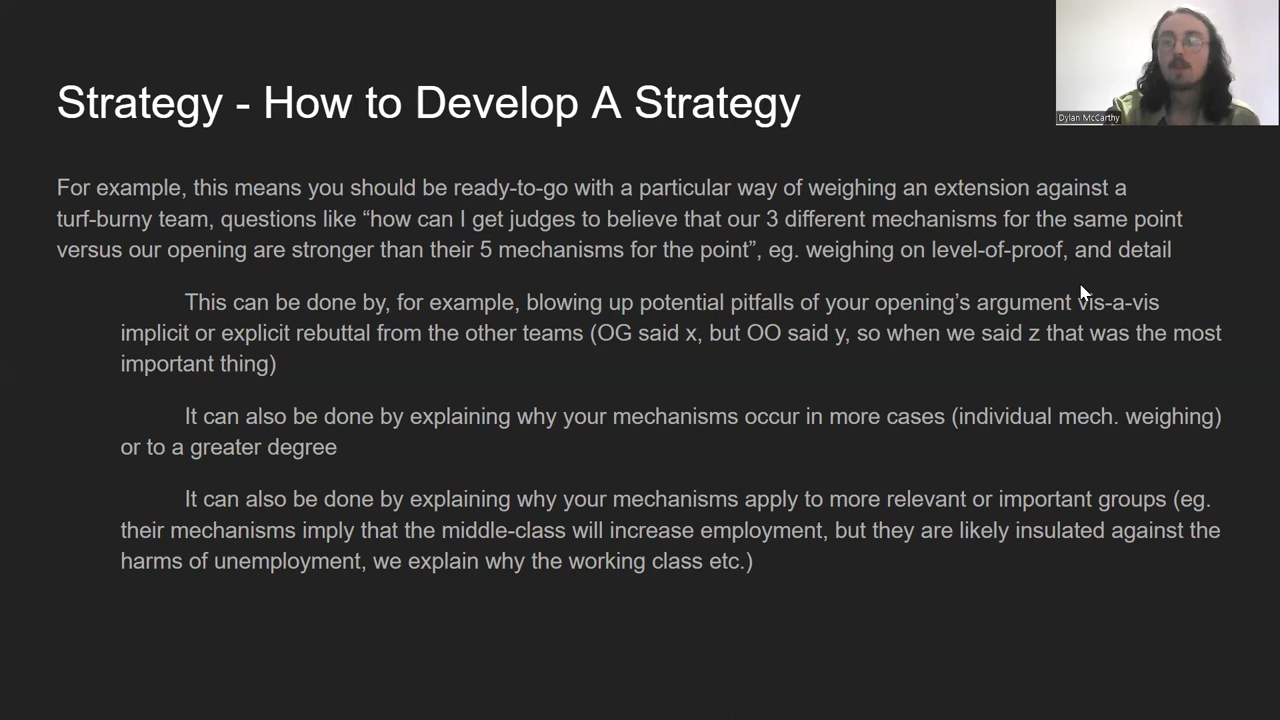 Strategy - How to Develop A Strategy
Dylan McCarthy
For example, this means you should be ready-to-go with a particular way of weighing an extension against a
turf-burny team, questions like “how can I get judges to believe that our 3 different mechanisms for the same point
versus our opening are stronger than their 5 mechanisms for the point”, eg. weighing on level-of-proof, and detail
This can be done by, for example, blowing up potential pitfalls of your opening’s argument vis-a-vis
implicit or explicit rebuttal from the other teams (OG said x, but OO said y, so when we said z that was the most
important thing)
It can also be done by explaining why your mechanisms occur in more cases (individual mech. weighing)
or to a greater degree
It can also be done by explaining why your mechanisms apply to more relevant or important groups (eg.
their mechanisms imply that the middle-class will increase employment, but they are likely insulated against the
harms of unemployment, we explain why the working class etc.)